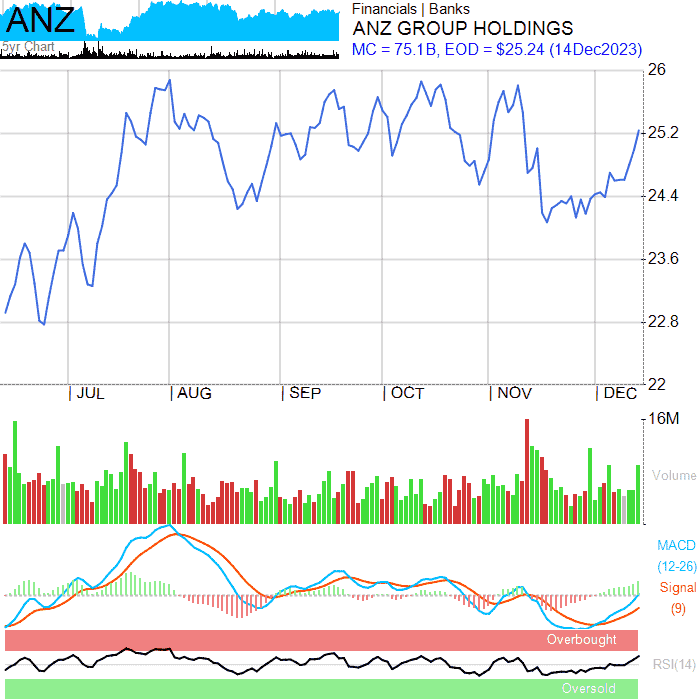 ANZ
5yr Chart
Financials | Banks
ANZ GROUP HOLDINGS
MC = 75.1B, EOD = $25.24 (14Dec2023)
26
25.2
24.4
23.6
22.8
22
JUL AUG SEP OCT NOV DEC
16M
Volume
MACD
(12-26)
Signal
(9)
Overbought
RSI(14)
Oversold